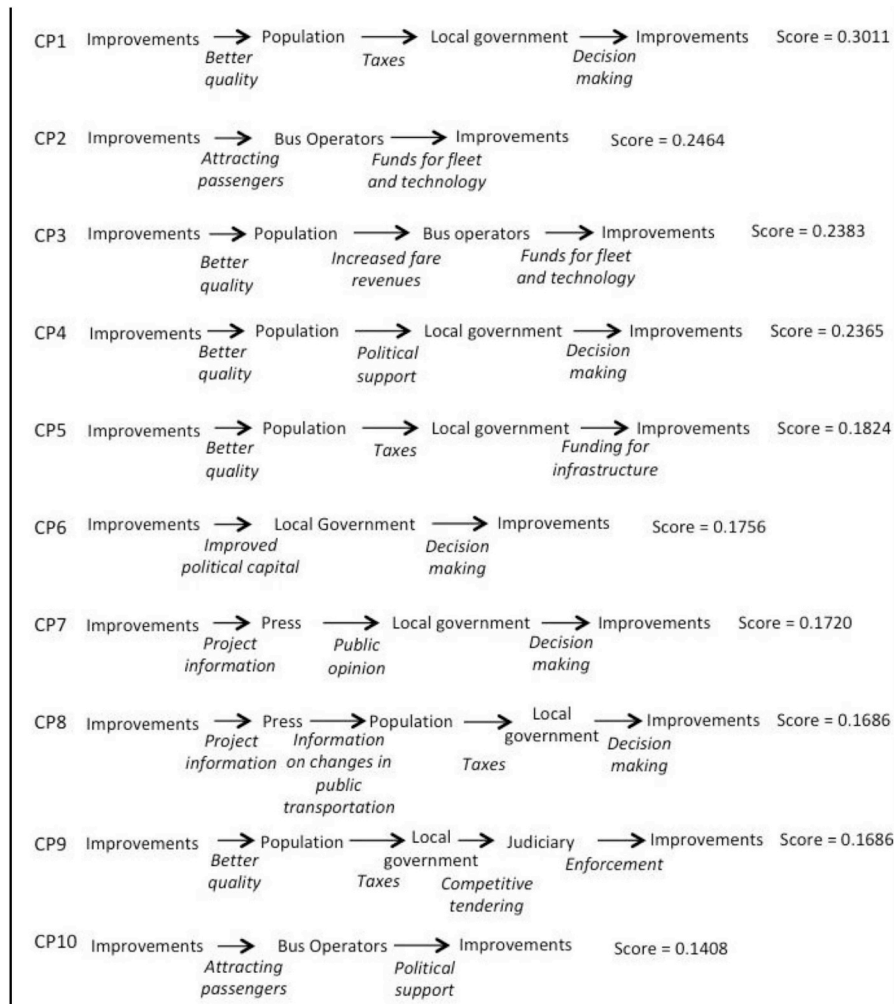 CP1 Improvements Population Local government Improvements Score = 0.3011
Better Taxes Decision
quality making
CP2 Improvements Bus Operators Improvements Score = 0.2464
Attracting Funds for fleet
passengers and technology
CP3 Improvements Population Bus operators Improvements Score = 0.2383
Better Increased fare Funds for fleet
quality revenues and technology
CP4 Improvements Population Local government Improvements Score = 0.2365
Better Political Decision
quality support making
CP5 Improvements Population Local government Improvements Score = 0.1824
Better Taxes Funding for
quality infrastructure
CP6 Improvements Local Government Improvements Score = 0.1756
Improved Decision
political capital making
CP7 Improvements Press Local government Improvements Score = 0.1720
Project Public Decision
information opinion making
CP8 Improvements Press Population Local government Improvements Score = 0.1686
Project Information Decision
information on changes in Taxes making
public
transportation
CP9 Improvements Population Local government Judiciary Improvements Score = 0.1686
Better Taxes Competitive Enforcement
quality tendering
CP10 Improvements Bus Operators Improvements Score = 0.1408
Attracting Political
passengers support